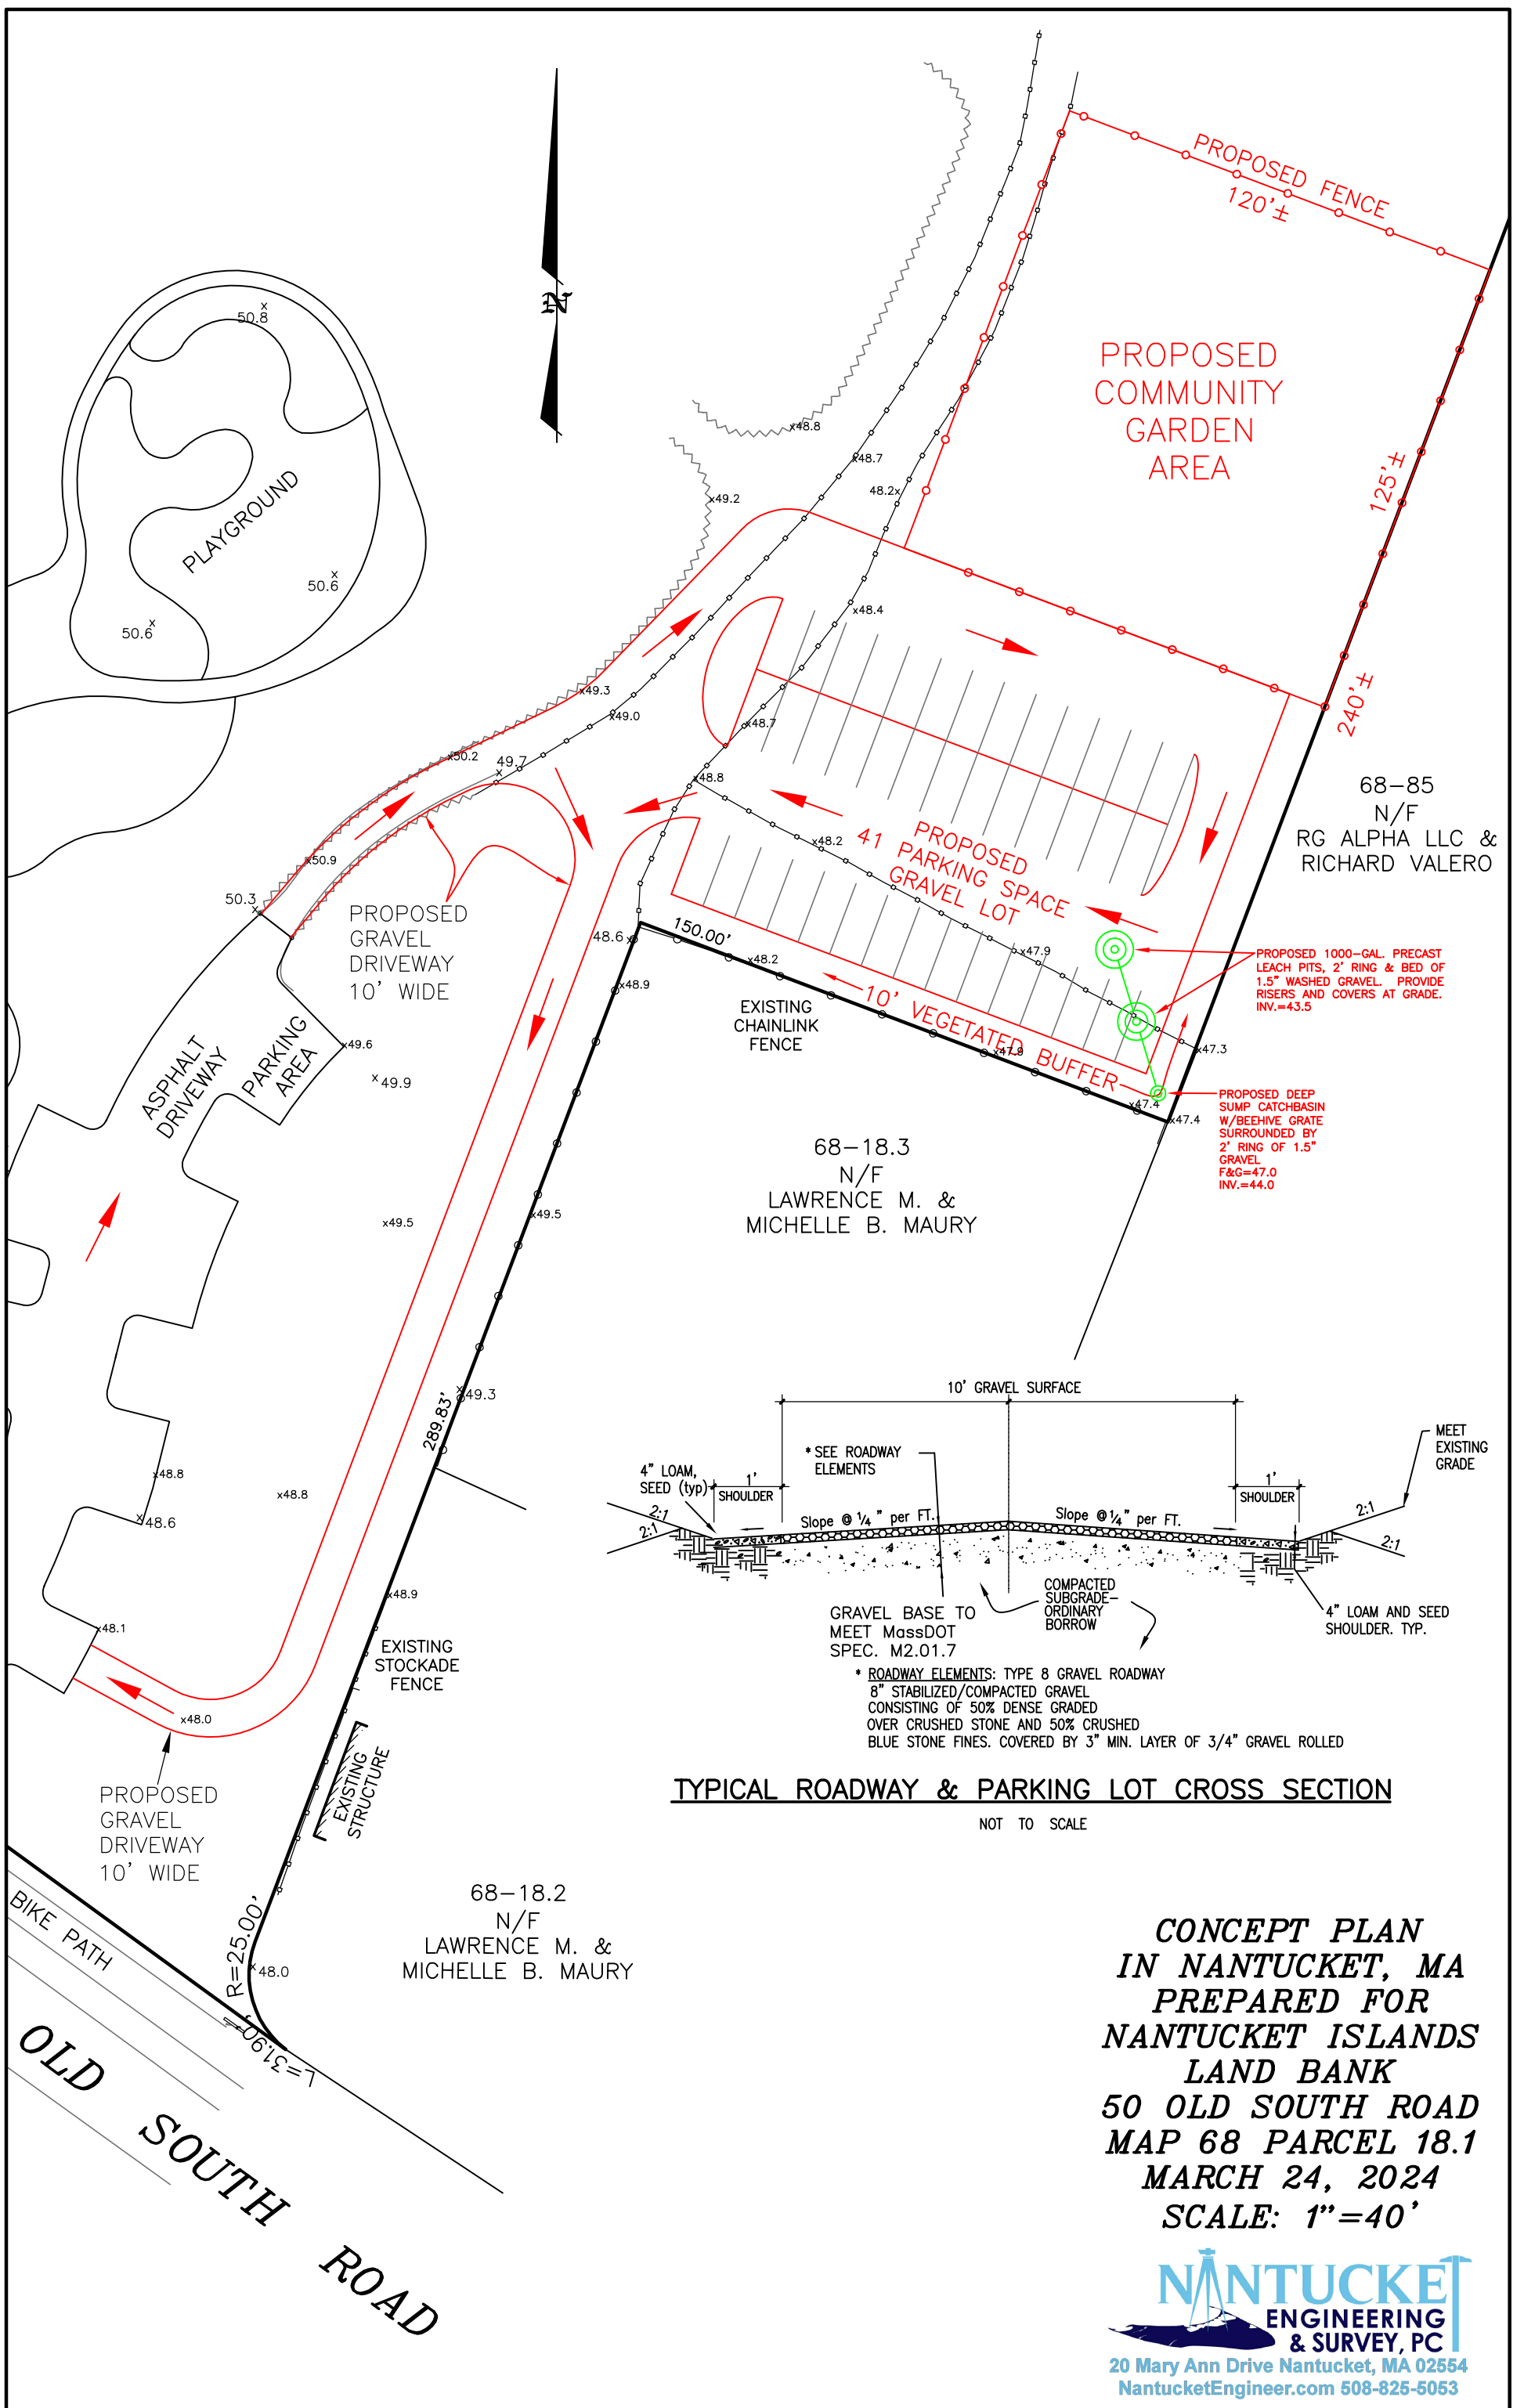 PROPOSED FENCE
120'±
50.8
x
N
PROPOSED
COMMUNITY
GARDEN
AREA
x48.8
x48.7
48.2x
x49.2
125'±
PLAYGROUND
x
50.6
x
50.6
x48.4
x49.3
x49.0
x48.7
240'±
x50.2
49.7
x
x48.8
68-85
N/F
RG ALPHA LLC &
RICHARD VALERO
x48.2
PROPOSED
41 PARKING SPACE
GRAVEL LOT
x50.9
50.3
x
PROPOSED
GRAVEL
DRIVEWAY
10' WIDE
48.6x
150.00'
x48.2
x47.9
x48.9
PROPOSED 1000-GAL. PRECAST
LEACH PITS, 2' RING & BED OF
1.5" WASHED GRAVEL. PROVIDE
RISERS AND COVERS AT GRADE.
INV.=43.5
EXISTING
CHAINLINK
FENCE
10' VEGETATED BUFFER
x47.9
x47.3
x47.4
x47.4
PROPOSED DEEP
SUMP CATCHBASIN
W/BEEHIVE GRATE
SURROUNDED BY
2' RING OF 1.5"
GRAVEL
F&G=47.0
INV.=44.0
ASPHALT
DRIVEWAY
PARKING
AREA
x49.6
x49.9
68-18.3
N/F
LAWRENCE M. &
MICHELLE B. MAURY
x49.5
x49.5
x49.3
289.83'
x48.8
x48.8
x48.6
x48.9
x48.1
x48.0
EXISTING
STOCKADE
FENCE
EXISTING
STRUCTURE
PROPOSED
GRAVEL
DRIVEWAY
10' WIDE
10' GRAVEL SURFACE
* SEE ROADWAY
ELEMENTS
MEET
EXISTING
GRADE
4" LOAM,
SEED (typ)
1'
SHOULDER
1'
SHOULDER
2:1
2:1
Slope @ 1/4 " per FT.
Slope @ 1/4" per FT.
2:1
2:1
GRAVEL BASE TO
MEET MassDOT
SPEC. M2.01.7
COMPACTED
SUBGRADE-
ORDINARY
BORROW
4" LOAM AND SEED
SHOULDER. TYP.
* ROADWAY ELEMENTS: TYPE 8 GRAVEL ROADWAY
8" STABILIZED/COMPACTED GRAVEL
CONSISTING OF 50% DENSE GRADED
OVER CRUSHED STONE AND 50% CRUSHED
BLUE STONE FINES. COVERED BY 3" MIN. LAYER OF 3/4" GRAVEL ROLLED
TYPICAL ROADWAY & PARKING LOT CROSS SECTION
NOT TO SCALE
68-18.2
N/F
LAWRENCE M. &
MICHELLE B. MAURY
BIKE PATH
R=25.00'
x48.0
L=31.90'
OLD SOUTH ROAD
CONCEPT PLAN
IN NANTUCKET, MA
PREPARED FOR
NANTUCKET ISLANDS
LAND BANK
50 OLD SOUTH ROAD
MAP 68 PARCEL 18.1
MARCH 24, 2024
SCALE: 1"=40'
NANTUCKET
ENGINEERING
& SURVEY, PC
20 Mary Ann Drive Nantucket, MA 02554
NantucketEngineer.com 508-825-5053